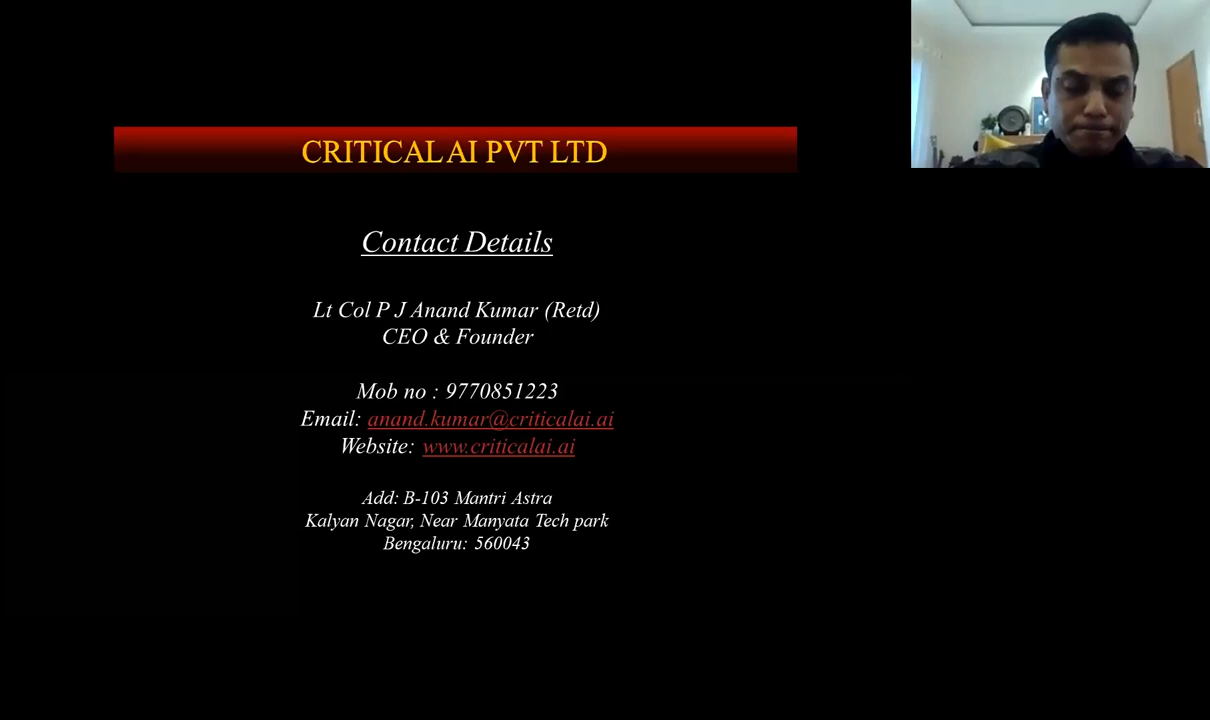 CRITICAL AI PVT LTD
Contact Details
Lt Col P J Anand Kumar (Retd)
CEO & Founder
Mob no : 9770851223
Email: anand.kumar@criticalai.ai
Website: www.criticalai.ai
Add: B-103 Mantri Astra
Kalyan Nagar, Near Manyata Tech park
Bengaluru: 560043